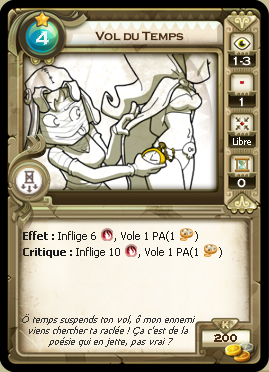 4
Vol du Temps
1-3
1
Libre
0
Effet : Inflige 6 , Vole 1 PA(1 )
Critique : Inflige 10 , Vole 1 PA(1 )
Ô temps suspends ton vol, ô mon ennemi
viens chercher ta raclée ! Ça c'est de la
poésie qui en jette, pas vrai ?
K
200